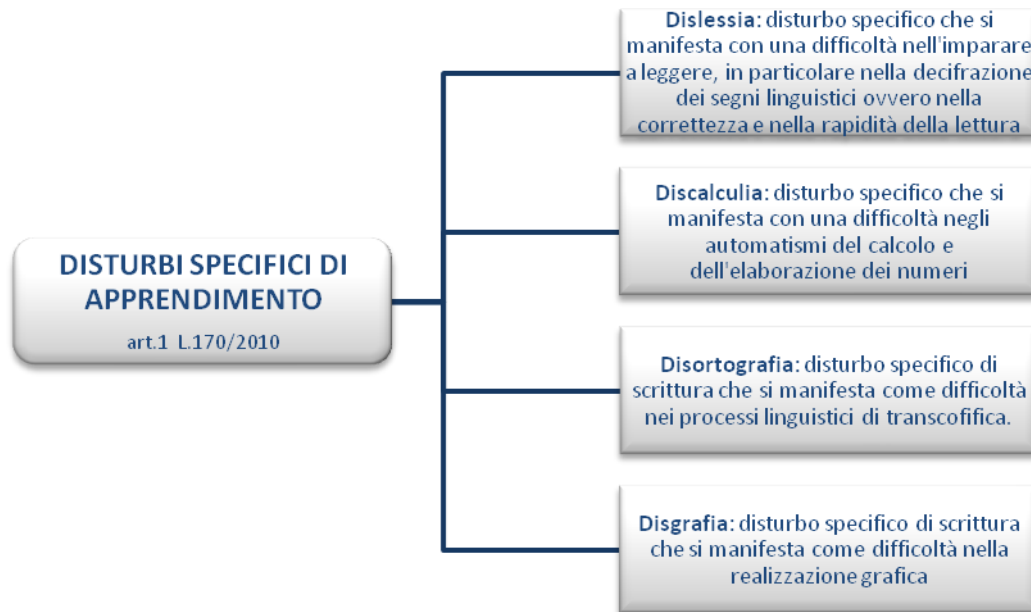 DISTURBI SPECIFICI DI
APPRENDIMENTO
art.1 L.170/2010
Dislessia: disturbo specifico che si
manifesta con una difficoltà nell'imparare
a leggere, in particolare nella decifrazione
dei segni linguistici ovvero nella
correttezza e nella rapidità della lettura
Discalculia: disturbo specifico che si
manifesta con una difficoltà negli
automatismi del calcolo e
dell'elaborazione dei numeri
Disortografia: disturbo specifico di
scrittura che si manifesta come difficoltà
nei processi linguistici di transcofifica.
Disgrafia: disturbo specifico di scrittura
che si manifesta come difficoltà nella
realizzazione grafica